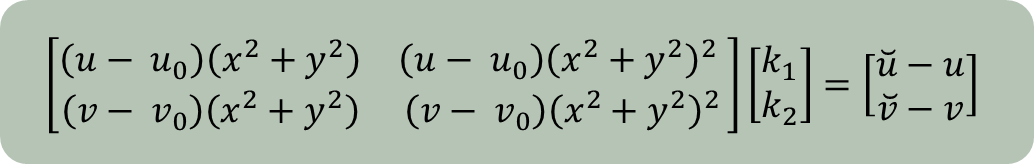 [(u − u₀)(x² + y²) (u − u₀)(x² + y²)²] [k₁] = [ŭ − u]
[(v − v₀)(x² + y²) (v − v₀)(x² + y²)²] [k₂] = [v̆ − v]